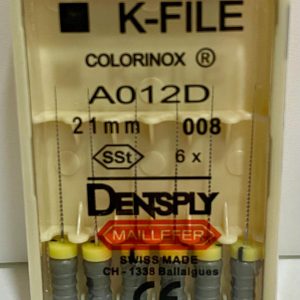 K-FILE
COLORINOX ®
A012D
21mm 008
SSt 6 x
DENTSPLY
MAILLEFER
SWISS MADE
CH - 1338 Ballaigues
CE